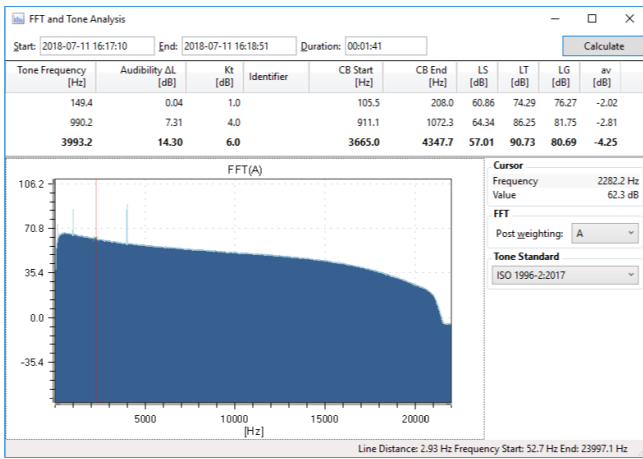 FFT and Tone Analysis
Start: 2018-07-11 16:17:10 End: 2018-07-11 16:18:51 Duration: 00:01:41 Calculate
Tone Frequency [Hz] Audibility ΔL [dB] Kt [dB] Identifier CB Start [Hz] CB End [Hz] LS [dB] LT [dB] LG [dB] av [dB]
149.4 0.04 1.0 105.5 208.0 60.86 74.29 76.27 -2.02
990.2 7.31 4.0 911.1 1072.3 64.34 86.25 81.75 -2.81
3993.2 14.30 6.0 3665.0 4347.7 57.01 90.73 80.69 -4.25
FFT(A)
106.2
70.8
35.4
0.0
-35.4
5000 10000 15000 20000
[Hz]
Cursor
Frequency 2282.2 Hz
Value 62.3 dB
FFT
Post weighting: A
Tone Standard
ISO 1996-2:2017
Line Distance: 2.93 Hz Frequency Start: 52.7 Hz End: 23997.1 Hz